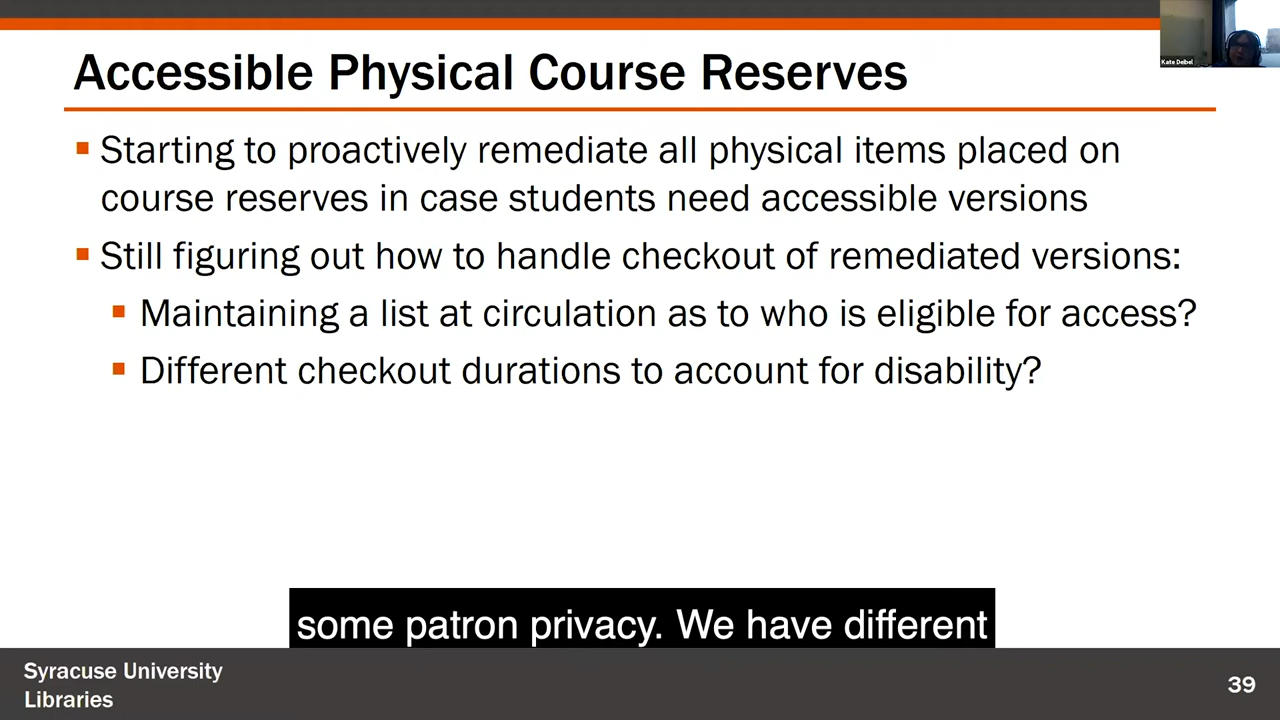 Accessible Physical Course Reserves
Kate Deibel
Starting to proactively remediate all physical items placed on
course reserves in case students need accessible versions
Still figuring out how to handle checkout of remediated versions:
Maintaining a list at circulation as to who is eligible for access?
Different checkout durations to account for disability?
some patron privacy. We have different
Syracuse University
Libraries
39